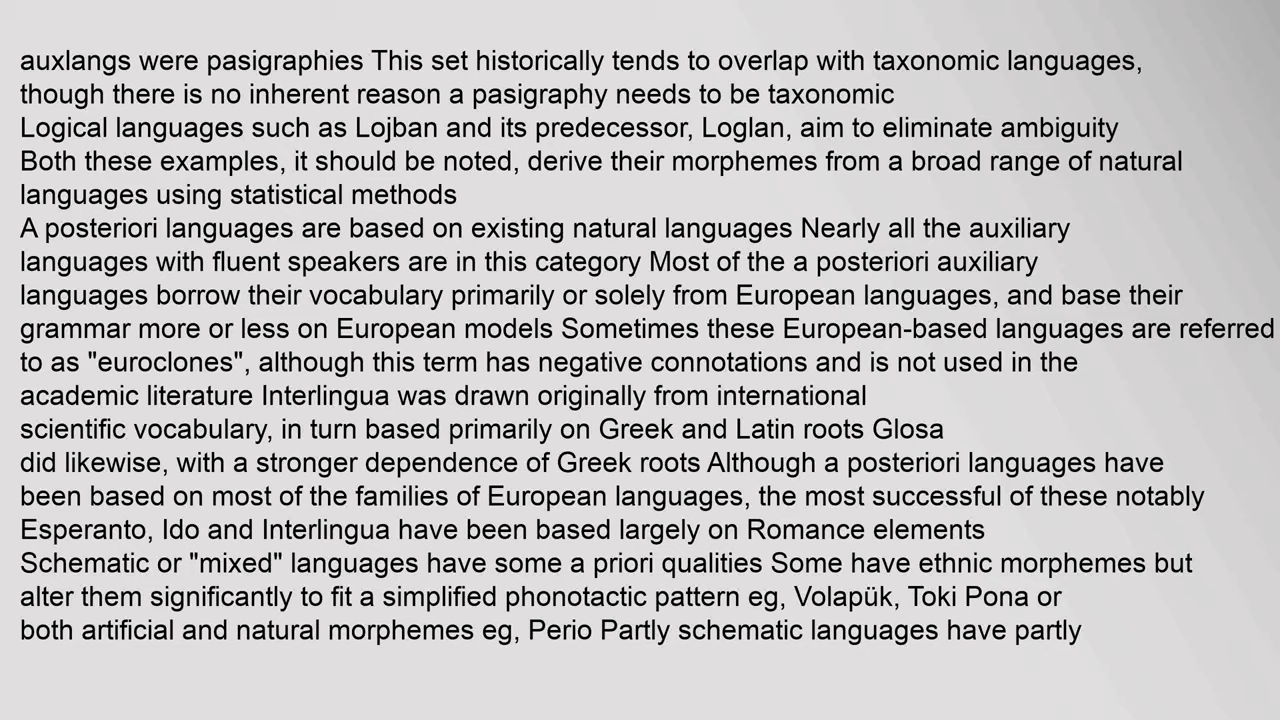 auxlangs were pasigraphies This set historically tends to overlap with taxonomic languages,
though there is no inherent reason a pasigraphy needs to be taxonomic
Logical languages such as Lojban and its predecessor, Loglan, aim to eliminate ambiguity
Both these examples, it should be noted, derive their morphemes from a broad range of natural
languages using statistical methods
A posteriori languages are based on existing natural languages Nearly all the auxiliary
languages with fluent speakers are in this category Most of the a posteriori auxiliary
languages borrow their vocabulary primarily or solely from European languages, and base their
grammar more or less on European models Sometimes these European-based languages are referred
to as "euroclones", although this term has negative connotations and is not used in the
academic literature Interlingua was drawn originally from international
scientific vocabulary, in turn based primarily on Greek and Latin roots Glosa
did likewise, with a stronger dependence of Greek roots Although a posteriori languages have
been based on most of the families of European languages, the most successful of these notably
Esperanto, Ido and Interlingua have been based largely on Romance elements
Schematic or "mixed" languages have some a priori qualities Some have ethnic morphemes but
alter them significantly to fit a simplified phonotactic pattern eg, Volapük, Toki Pona or
both artificial and natural morphemes eg, Perio Partly schematic languages have partly